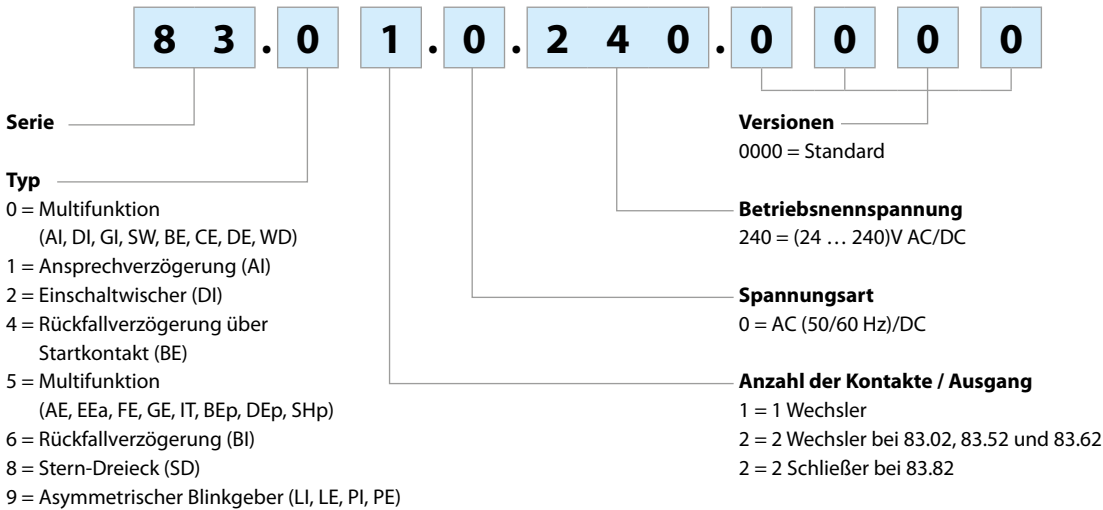 8 3 . 0 1 . 0 . 2 4 0 . 0 0 0 0
Serie
Typ
0 = Multifunktion
(AI, DI, GI, SW, BE, CE, DE, WD)
1 = Ansprechverzögerung (AI)
2 = Einschaltwischer (DI)
4 = Rückfallverzögerung über
Startkontakt (BE)
5 = Multifunktion
(AE, EEa, FE, GE, IT, BEp, DEp, SHp)
6 = Rückfallverzögerung (BI)
8 = Stern-Dreieck (SD)
9 = Asymmetrischer Blinkgeber (LI, LE, PI, PE)
Versionen
0000 = Standard
Betriebsnennspannung
240 = (24 … 240)V AC/DC
Spannungsart
0 = AC (50/60 Hz)/DC
Anzahl der Kontakte / Ausgang
1 = 1 Wechsler
2 = 2 Wechsler bei 83.02, 83.52 und 83.62
2 = 2 Schließer bei 83.82